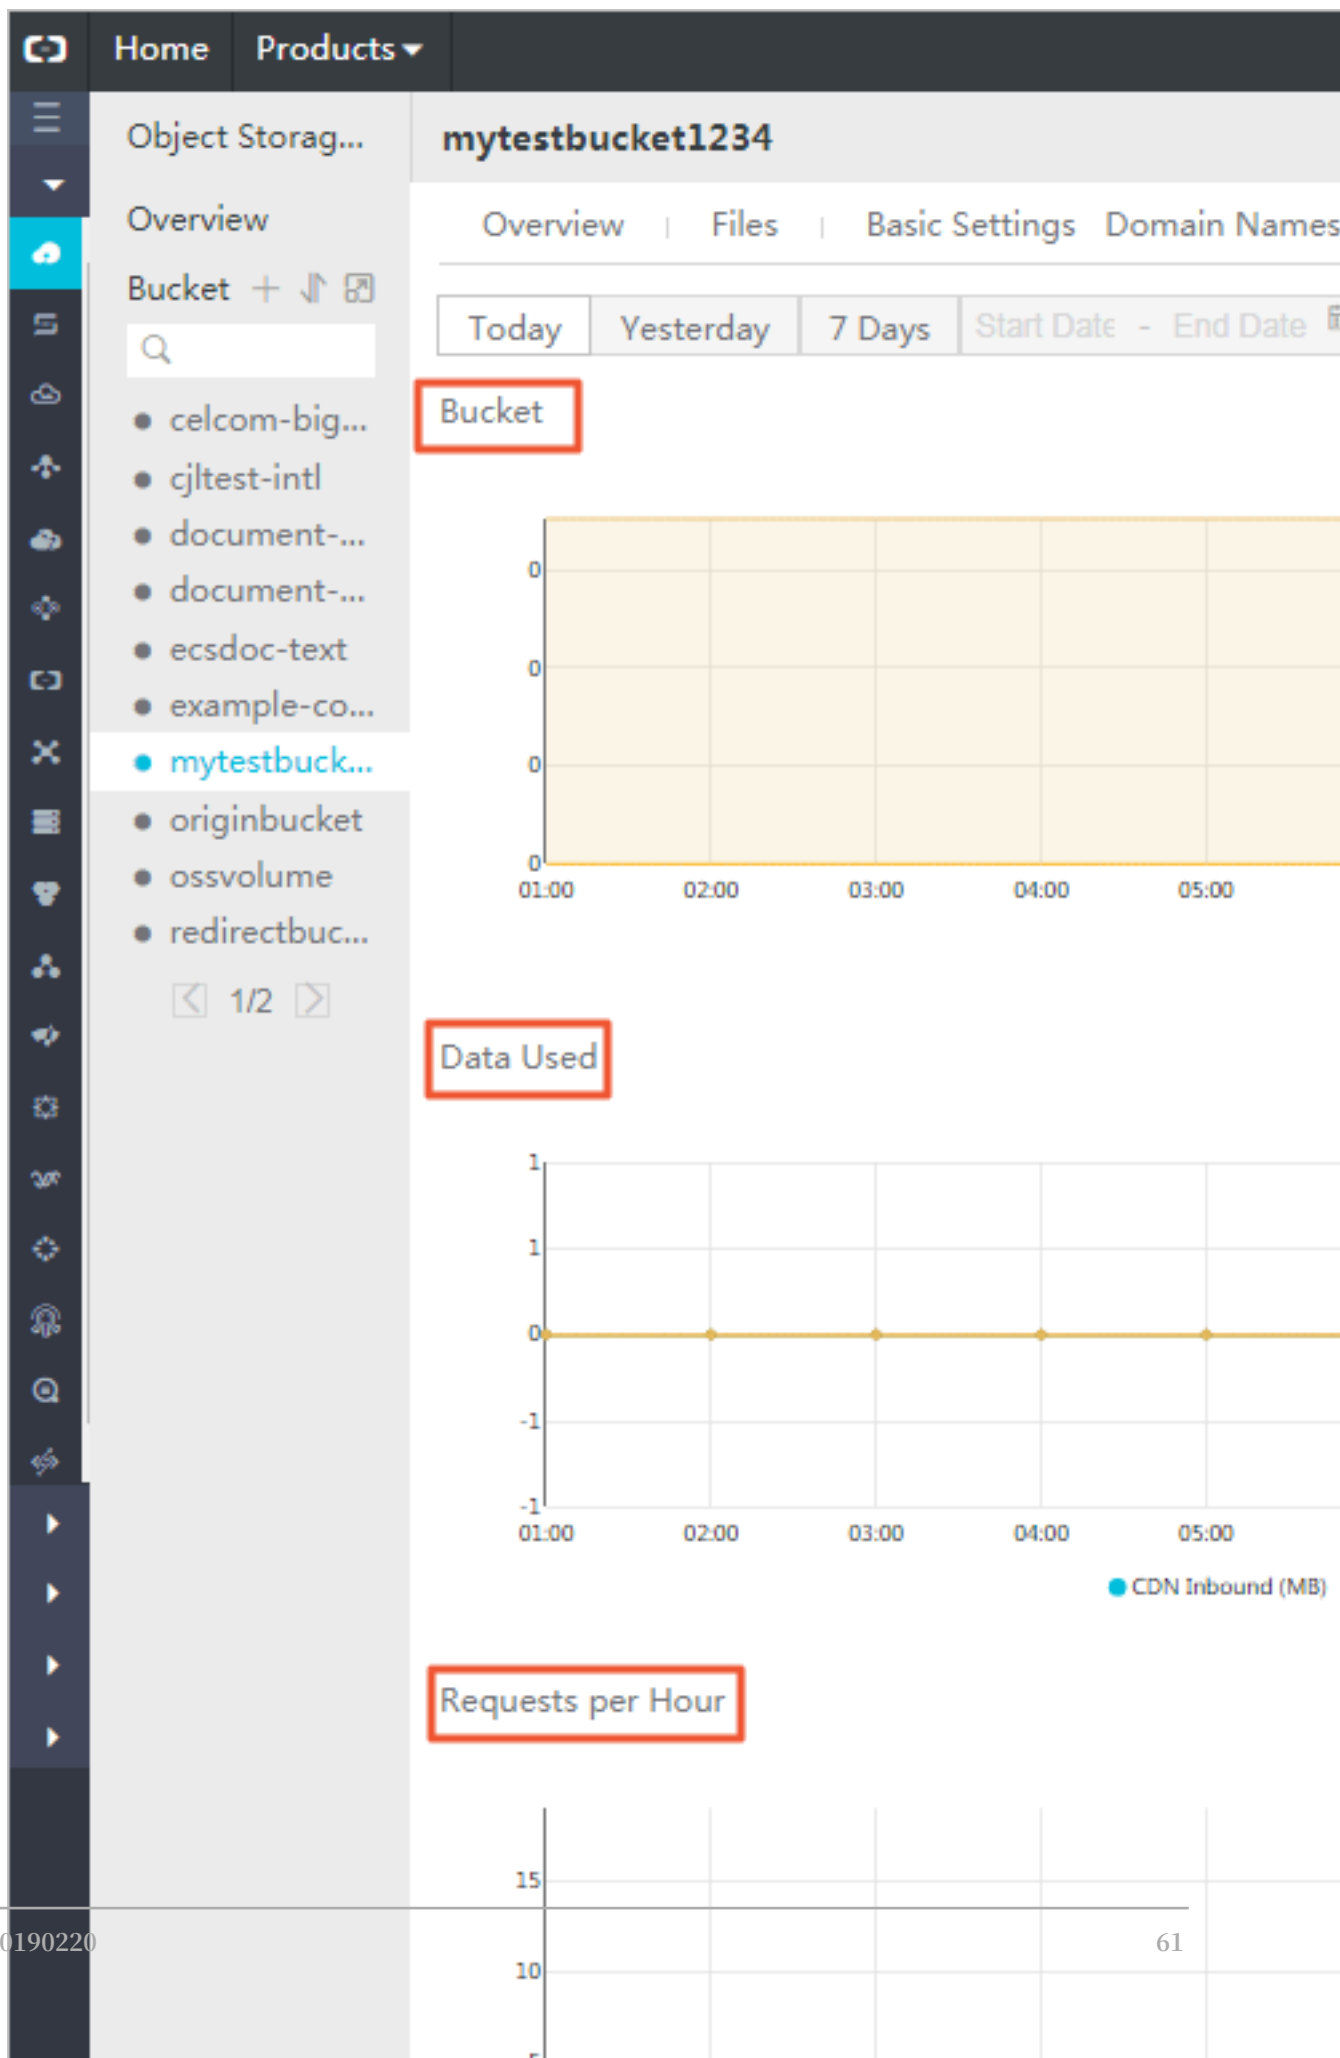 Home Products
Object Storag...
mytestbucket1234
Overview
Overview | Files | Basic Settings Domain Names
Bucket
Today Yesterday 7 Days Start Date - End Date
celcom-big...
cjltest-intl
document-...
document-...
ecsdoc-text
example-co...
mytestbuck...
originbucket
ossvolume
redirectbuc...
1/2
Bucket
0
0
0
0
01:00 02:00 03:00 04:00 05:00
Data Used
1
1
0
-1
-1
01:00 02:00 03:00 04:00 05:00
CDN Inbound (MB)
Requests per Hour
15
0190220 61
10